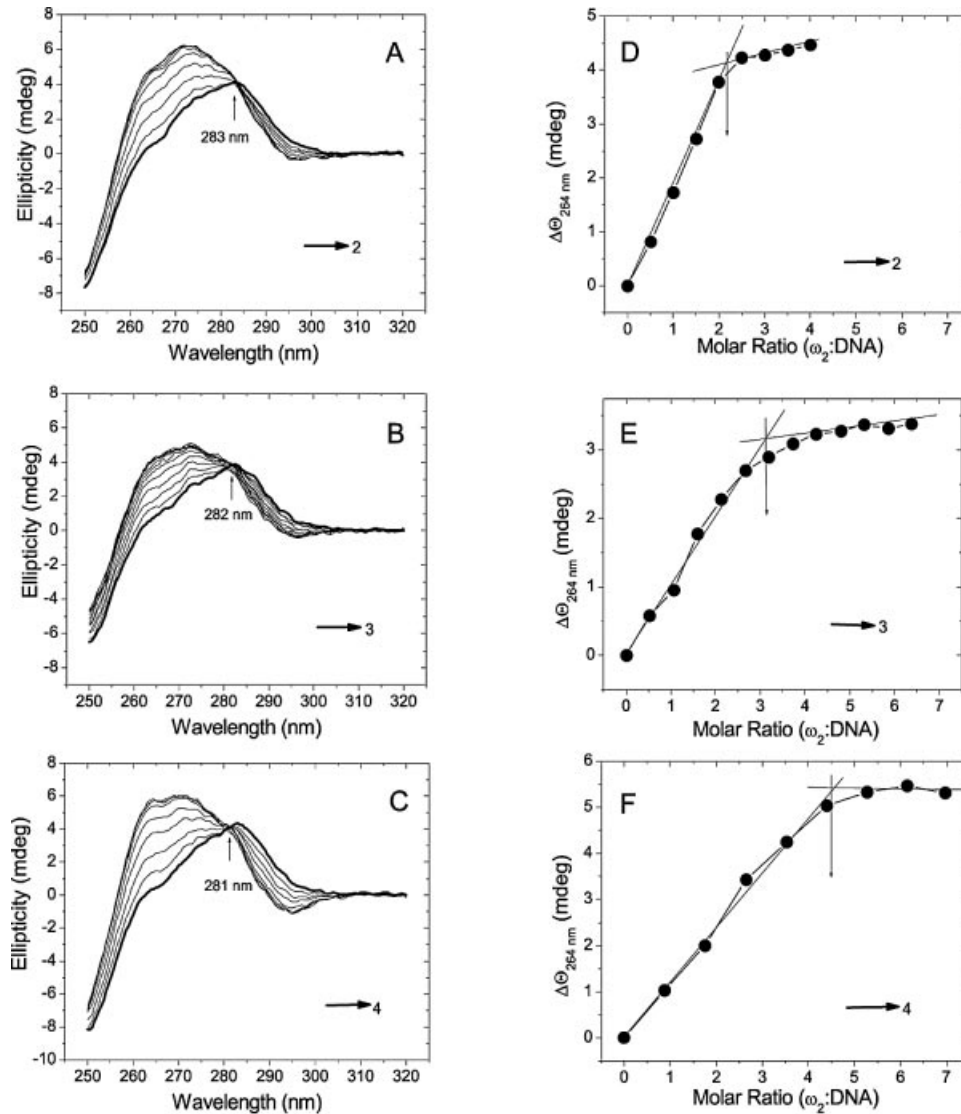 A
Ellipticity (mdeg)
8
6
4
2
0
-2
-4
-6
-8
283 nm
2
250 260 270 280 290 300 310 320
Wavelength (nm)
D
ΔΘ264 nm (mdeg)
5
4
3
2
1
0
2
0 1 2 3 4 5 6 7
Molar Ratio (ω2:DNA)
B
Ellipticity (mdeg)
8
6
4
2
0
-2
-4
-6
-8
282 nm
3
250 260 270 280 290 300 310 320
Wavelength (nm)
E
ΔΘ264 nm (mdeg)
3
2
1
0
3
0 1 2 3 4 5 6 7
Molar Ratio (ω2:DNA)
C
Ellipticity (mdeg)
8
6
4
2
0
-2
-4
-6
-8
-10
281 nm
4
250 260 270 280 290 300 310 320
Wavelength (nm)
F
ΔΘ264 nm (mdeg)
6
5
4
3
2
1
0
4
0 1 2 3 4 5 6 7
Molar Ratio (ω2:DNA)